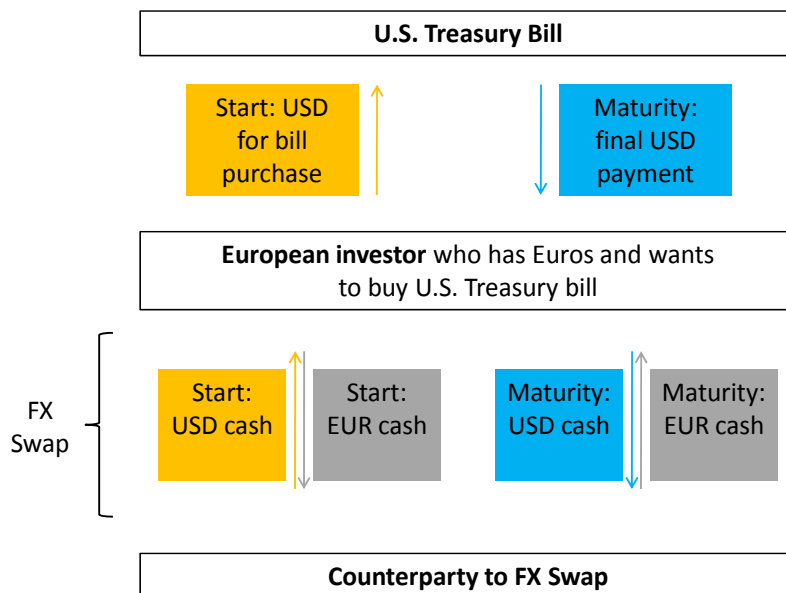 U.S. Treasury Bill
Start: USD
for bill
purchase
Maturity:
final USD
payment
European investor who has Euros and wants
to buy U.S. Treasury bill
FX
Swap
Start:
USD cash
Start:
EUR cash
Maturity:
USD cash
Maturity:
EUR cash
Counterparty to FX Swap